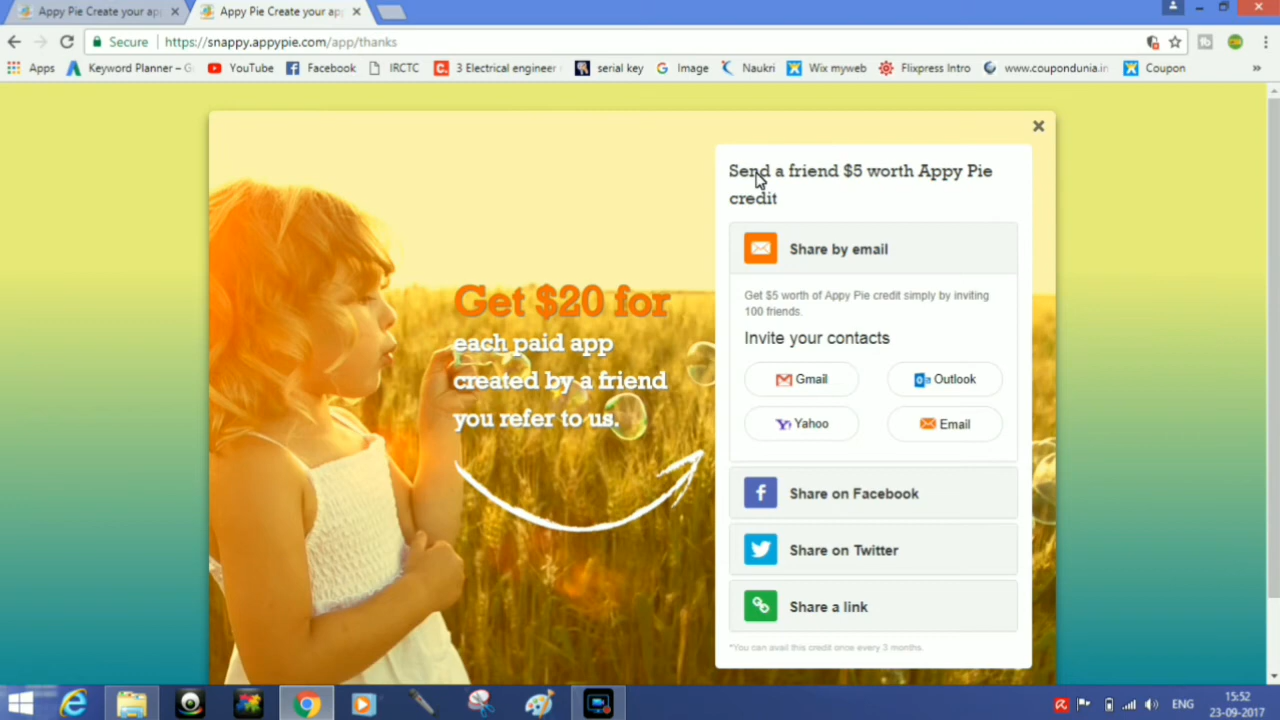 Appy Pie Create your ap
Appy Pie Create your ap
Secure
https://snappy.appypie.com/app/thanks
Apps
Keyword Planner – G
YouTube
Facebook
IRCTC
3 Electrical engineer
serial key
Image
Naukri
Wix myweb
Flixpress Intro
www.coupondunia.in
Coupon
»
Get $20 for
each paid app
created by a friend
you refer to us.
Send a friend $5 worth Appy Pie
credit
Share by email
Get $5 worth of Appy Pie credit simply by inviting
100 friends.
Invite your contacts
Gmail
Outlook
Yahoo
Email
Share on Facebook
Share on Twitter
Share a link
*You can avail this credit once every 3 months.
ENG
15:52
23-09-2017